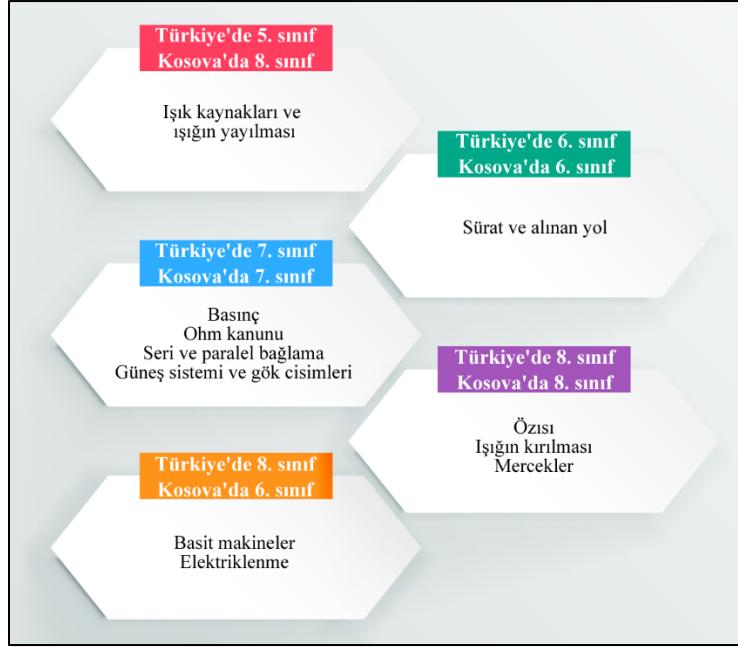 Türkiye'de 5. sınıf
Kosova'da 8. sınıf
Işık kaynakları ve
ışığın yayılması
Türkiye'de 6. sınıf
Kosova'da 6. sınıf
Sürat ve alınan yol
Türkiye'de 7. sınıf
Kosova'da 7. sınıf
Basınç
Ohm kanunu
Seri ve paralel bağlama
Güneş sistemi ve gök cisimleri
Türkiye'de 8. sınıf
Kosova'da 8. sınıf
Özısı
Işığın kırılması
Mercekler
Türkiye'de 8. sınıf
Kosova'da 6. sınıf
Basit makineler
Elektriklenme